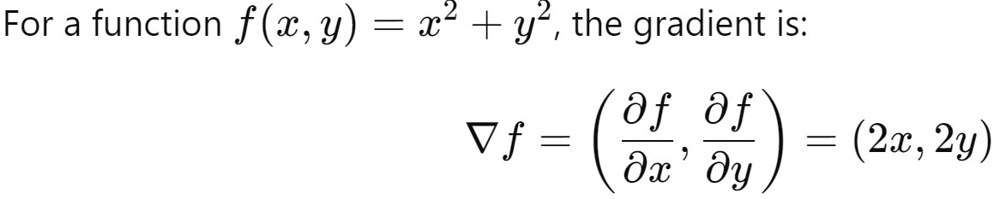 For a function f(x, y) = x² + y², the gradient is:
∇f = (∂f/∂x, ∂f/∂y) = (2x, 2y)